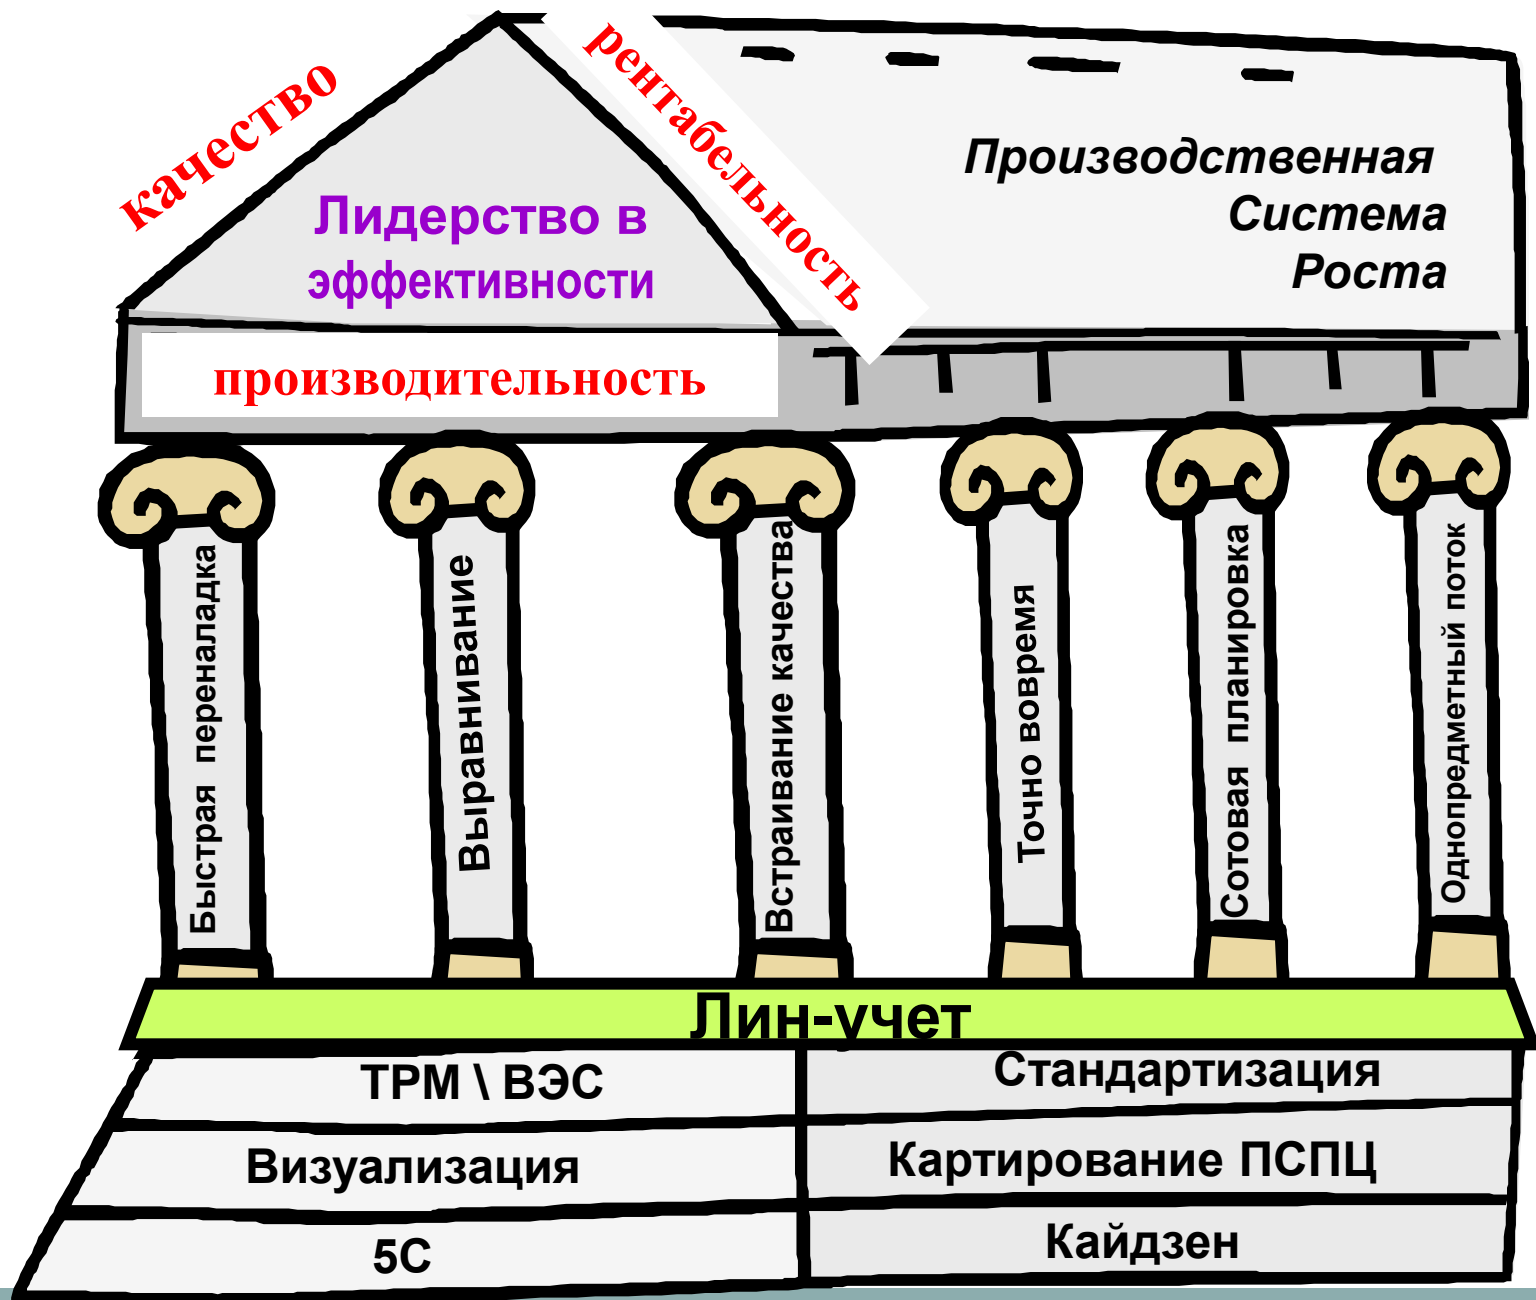 качество
рентабельность
Производственная
Система
Роста
Лидерство в
эффективности
производительность
Быстрая переналадка
Выравнивание
Встраивание качества
Точно вовремя
Сотовая планировка
Однопредметный поток
Лин-учет
ТРМ \ ВЭС
Стандартизация
Визуализация
Картирование ПСПЦ
5С
Кайдзен